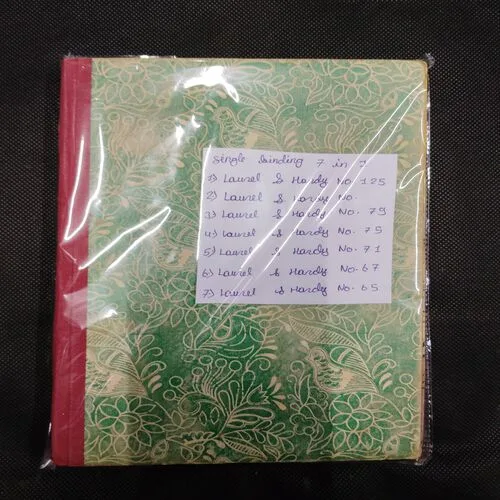 Single binding 7 in 1
1) Laurel & Hardy No. 125
2) Laurel & Hardy No.
3) Laurel & Hardy No. 79
4) Laurel & Hardy No. 75
5) Laurel & Hardy No. 71
6) Laurel & Hardy No. 67
7) Laurel & Hardy No. 65